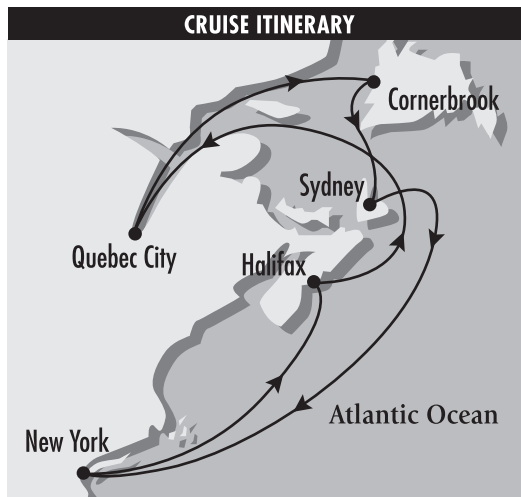 CRUISE ITINERARY
Cornerbrook
Sydney
Quebec City
Halifax
Atlantic Ocean
New York